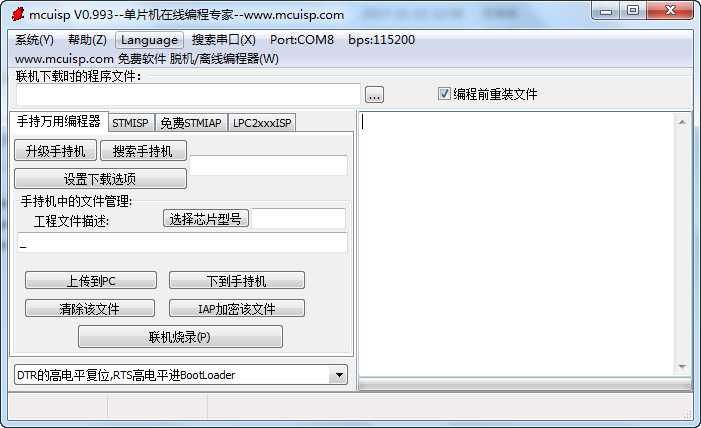 mcuisp V0.993--单片机在线编程专家--www.mcuisp.com
系统(Y) 帮助(Z) Language 搜索串口(X) Port:COM8 bps:115200
www.mcuisp.com 免费软件 脱机/离线编程器(W)
联机下载时的程序文件：
... 编程前重装文件
手持万用编程器 STMISP 免费STMIAP LPC2xxxISP
升级手持机 搜索手持机
设置下载选项
手持机中的文件管理:
工程文件描述: 选择芯片型号
_
上传到PC 下到手持机
清除该文件 IAP加密该文件
联机烧录(P)
DTR的高电平复位,RTS高电平进BootLoader